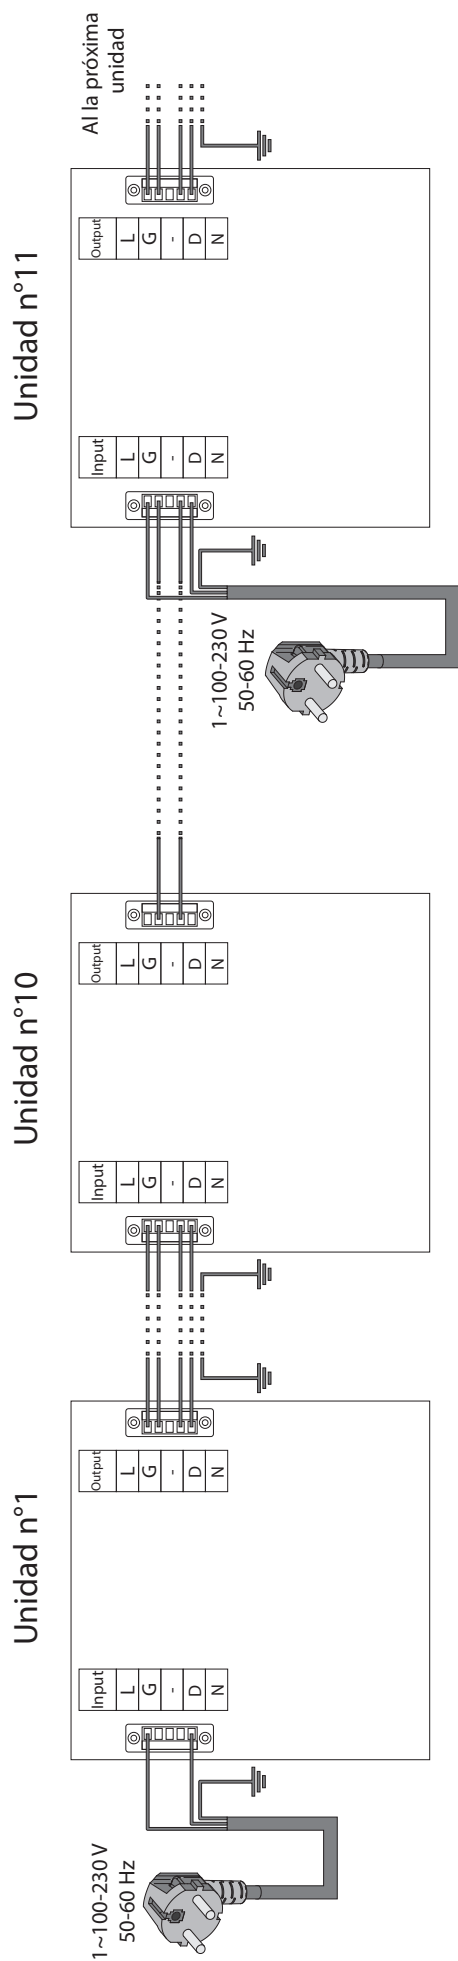 Unidad n°1
1~100-230 V
50-60 Hz
Input
L
G
-
D
N
Output
L
G
-
D
N
Unidad n°10
Input
L
G
-
D
N
Output
L
G
-
D
N
Unidad n°11
1~100-230 V
50-60 Hz
Input
L
G
-
D
N
Output
L
G
-
D
N
Al la próxima
unidad